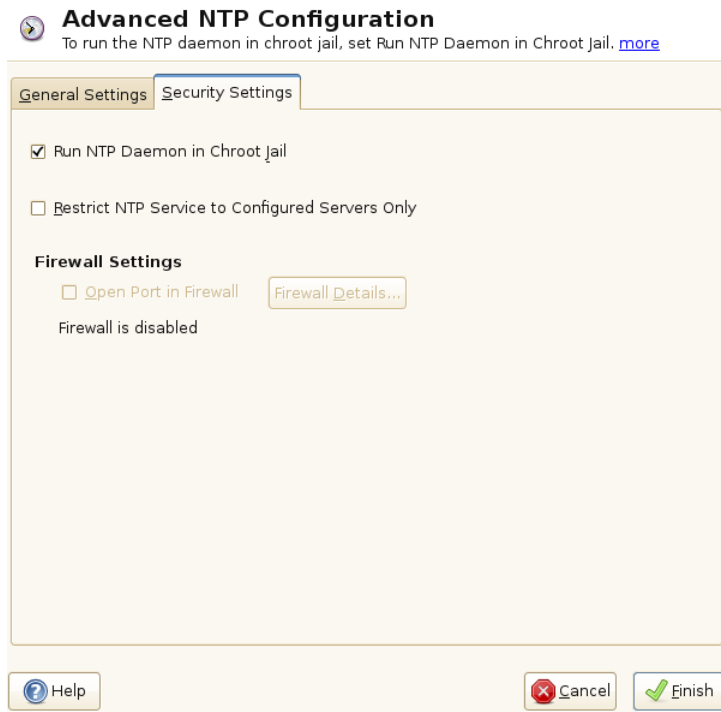 Advanced NTP Configuration
To run the NTP daemon in chroot jail, set Run NTP Daemon in Chroot Jail. more
General Settings Security Settings
Run NTP Daemon in Chroot Jail
Restrict NTP Service to Configured Servers Only
Firewall Settings
Open Port in Firewall Firewall Details...
Firewall is disabled
Help Cancel Finish